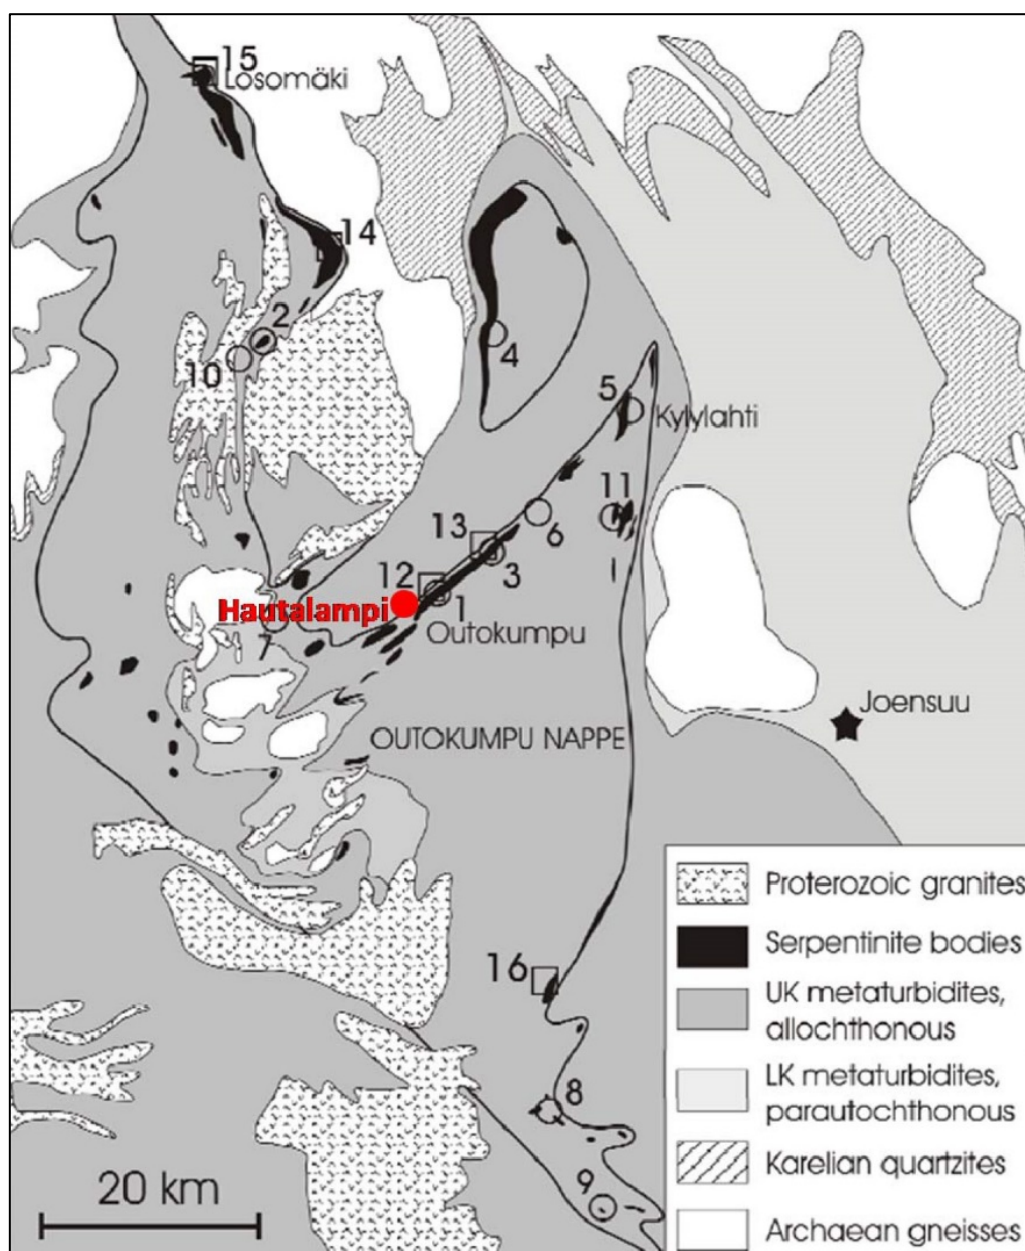 15
Losomäki
14
2
10
4
5
Kylylahti
11
6
13
3
12
1
Hautalampi
7
Outokumpu
Joensuu
OUTOKUMPU NAPPE
16
8
9
20 km
Proterozoic granites
Serpentinite bodies
UK metaturbidites,
allochthonous
LK metaturbidites,
parautochthonous
Karelian quartzites
Archaean gneisses